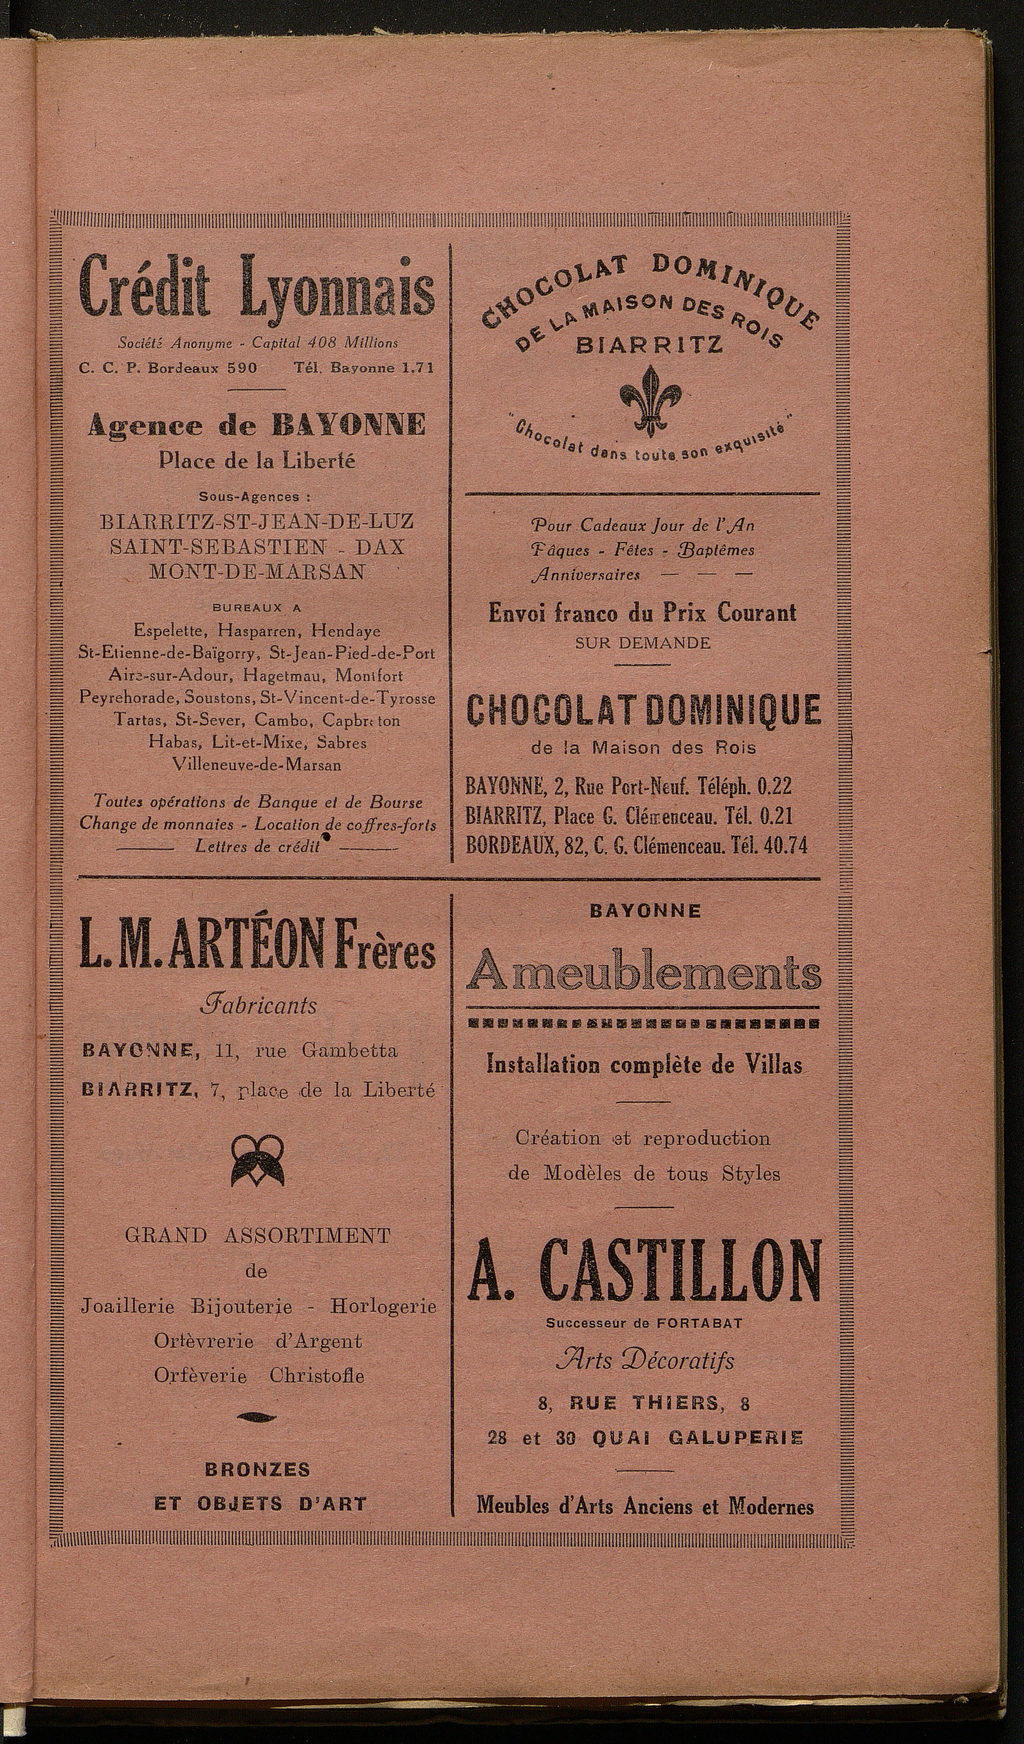 Crédit Lyonnais
Société Anonyme - Capital 408 Millions
C. C. P. Bordeaux 590 Tél. Bayonne 1.71
Agence de BAYONNE
Place de la Liberté
Sous-Agences :
BIARRITZ-ST-JEAN-DE-LUZ
SAINT-SEBASTIEN - DAX
MONT-DE-MARSAN
BUREAUX A
Espelette, Hasparren, Hendaye
St-Etienne-de-Baïgorry, St-Jean-Pied-de-Port
Aire-sur-Adour, Hagetmau, Montfort
Peyrehorade, Soustons, St-Vincent-de-Tyrosse
Tartas, St-Sever, Cambo, Capbreton
Habas, Lit-et-Mixe, Sabres
Villeneuve-de-Marsan
Toutes opérations de Banque et de Bourse
Change de monnaies - Location de coffres-forts
Lettres de crédit
CHOCOLAT DOMINIQUE
DE LA MAISON DES ROIS
BIARRITZ
"Chocolat dans toute son exquisité"
Pour Cadeaux Jour de l'An
Pâques - Fêtes - Baptêmes
Anniversaires — — —
Envoi franco du Prix Courant
SUR DEMANDE
CHOCOLAT DOMINIQUE
de la Maison des Rois
BAYONNE, 2, Rue Port-Neuf. Téléph. 0.22
BIARRITZ, Place G. Clémenceau. Tél. 0.21
BORDEAUX, 82, C. G. Clémenceau. Tél. 40.74
L. M. ARTÉON Frères
Fabricants
BAYONNE, 11, rue Gambetta
BIARRITZ, 7, place de la Liberté
GRAND ASSORTIMENT
de
Joaillerie Bijouterie - Horlogerie
Ortèvrerie d'Argent
Orfèverie Christofle
BRONZES
ET OBJETS D'ART
BAYONNE
Ameublements
Installation complète de Villas
Création et reproduction
de Modèles de tous Styles
A. CASTILLON
Successeur de FORTABAT
Arts Décoratifs
8, RUE THIERS, 8
28 et 30 QUAI GALUPERIE
Meubles d'Arts Anciens et Modernes